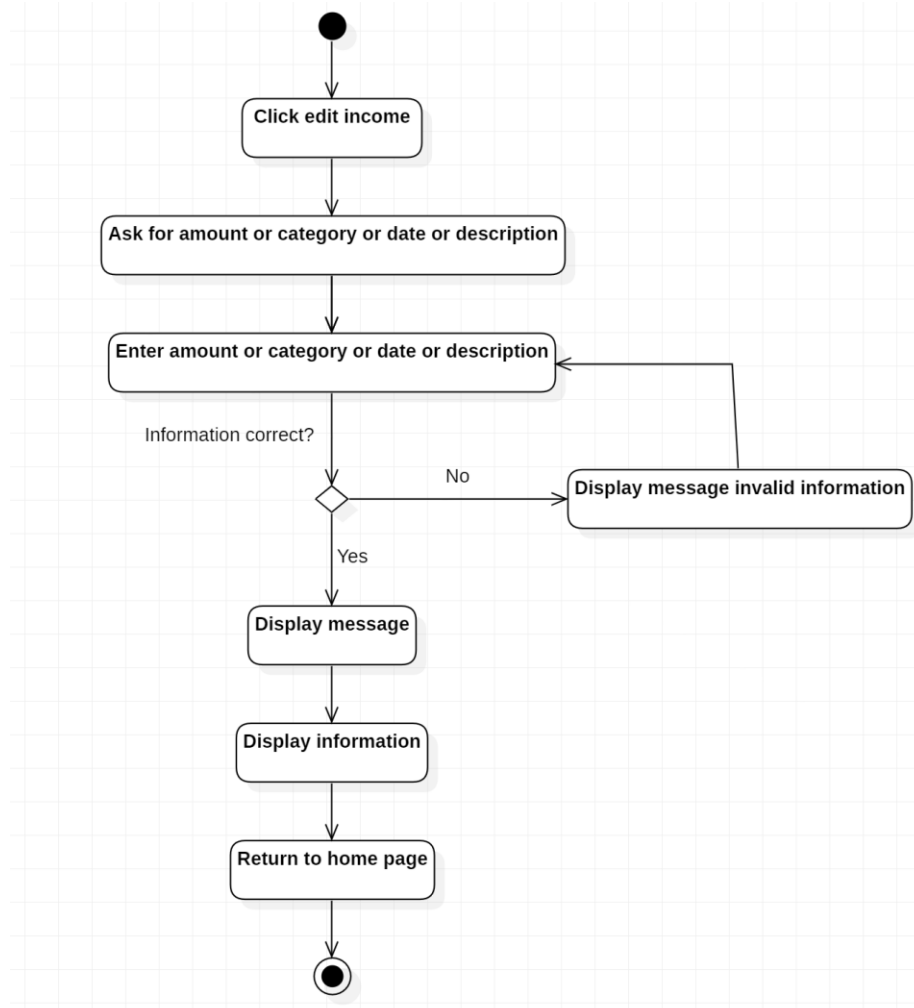 Click edit income
Ask for amount or category or date or description
Enter amount or category or date or description
Information correct?
No
Display message invalid information
Yes
Display message
Display information
Return to home page